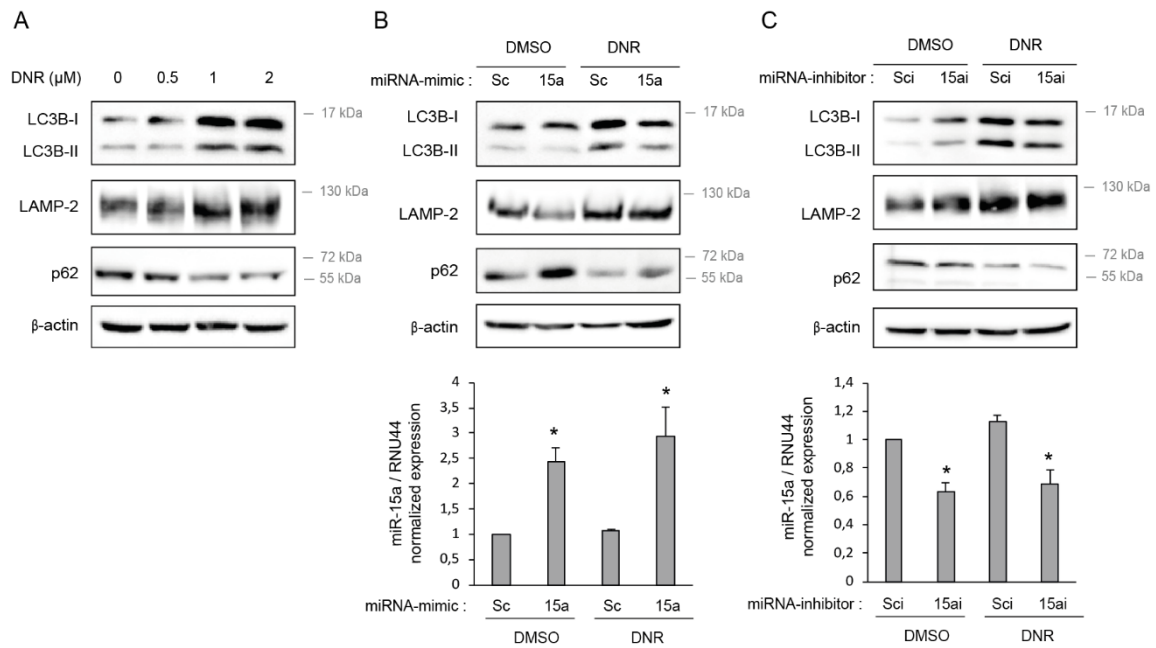 A
DNR (µM) 0 0.5 1 2
LC3B-I
17 kDa
LC3B-II
130 kDa
LAMP-2
72 kDa
p62
55 kDa
β-actin
B
DMSO DNR
miRNA-mimic : Sc 15a Sc 15a
LC3B-I
17 kDa
LC3B-II
130 kDa
LAMP-2
72 kDa
p62
55 kDa
β-actin
miR-15a / RNU44
normalized expression
4
3,5
3
2,5
2
1,5
1
0,5
0
*
*
miRNA-mimic : Sc 15a Sc 15a
DMSO DNR
C
DMSO DNR
miRNA-inhibitor : Sci 15ai Sci 15ai
LC3B-I
17 kDa
LC3B-II
130 kDa
LAMP-2
72 kDa
p62
55 kDa
β-actin
miR-15a / RNU44
normalized expression
1,4
1,2
1
0,8
0,6
0,4
0,2
0
*
*
miRNA-inhibitor : Sci 15ai Sci 15ai
DMSO DNR